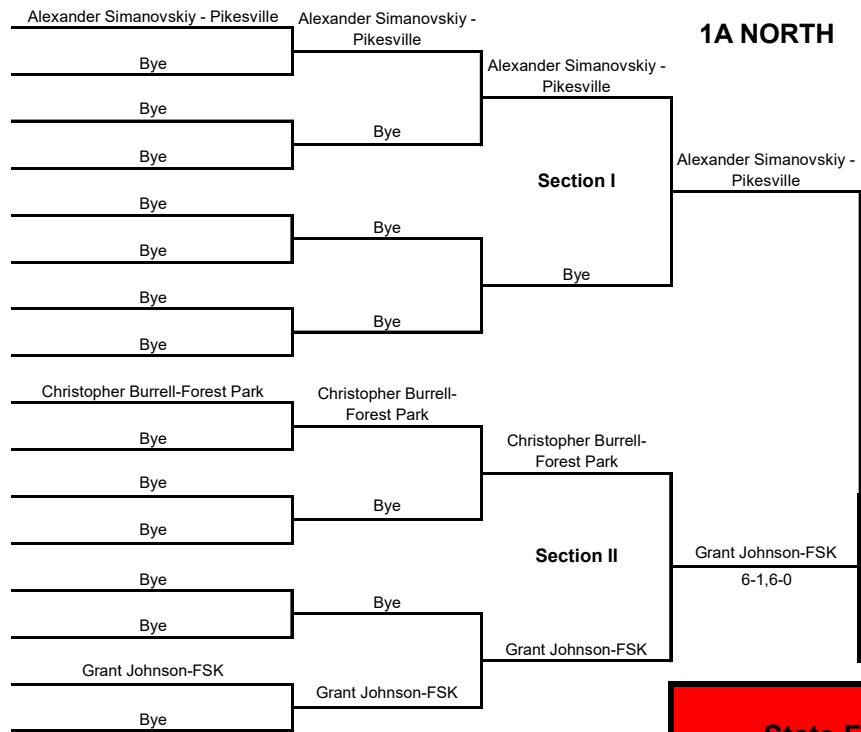 1A NORTH
Alexander Simanovskiy - Pikesville
Bye
Bye
Bye
Bye
Bye
Bye
Bye
Christopher Burrell-Forest Park
Bye
Bye
Bye
Bye
Bye
Grant Johnson-FSK
Bye
Alexander Simanovskiy -
Pikesville
Bye
Bye
Bye
Christopher Burrell-
Forest Park
Bye
Bye
Grant Johnson-FSK
Alexander Simanovskiy -
Pikesville
Section I
Bye
Christopher Burrell-
Forest Park
Section II
Grant Johnson-FSK
Alexander Simanovskiy -
Pikesville
Grant Johnson-FSK
6-1,6-0